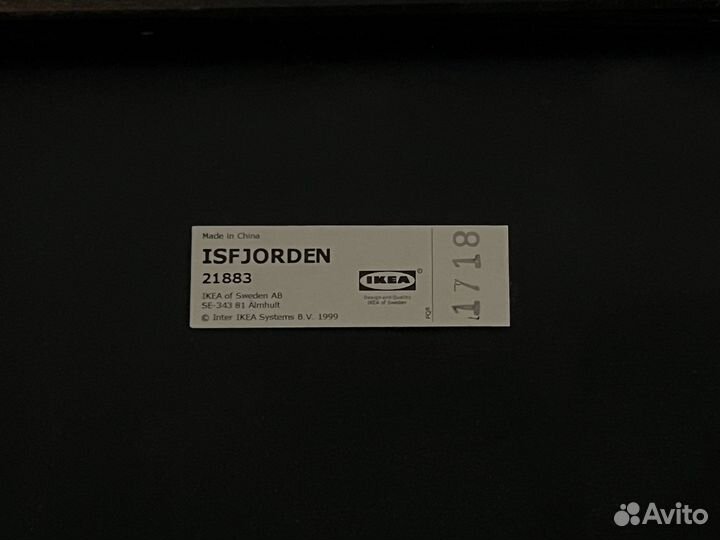 Made in China
ISFJORDEN
21883
IKEA of Sweden AB
SE-343 81 Älmhult
© Inter IKEA Systems B.V. 1999
IKEA
®
Design and Quality
IKEA of Sweden
PQR
1718
Avito